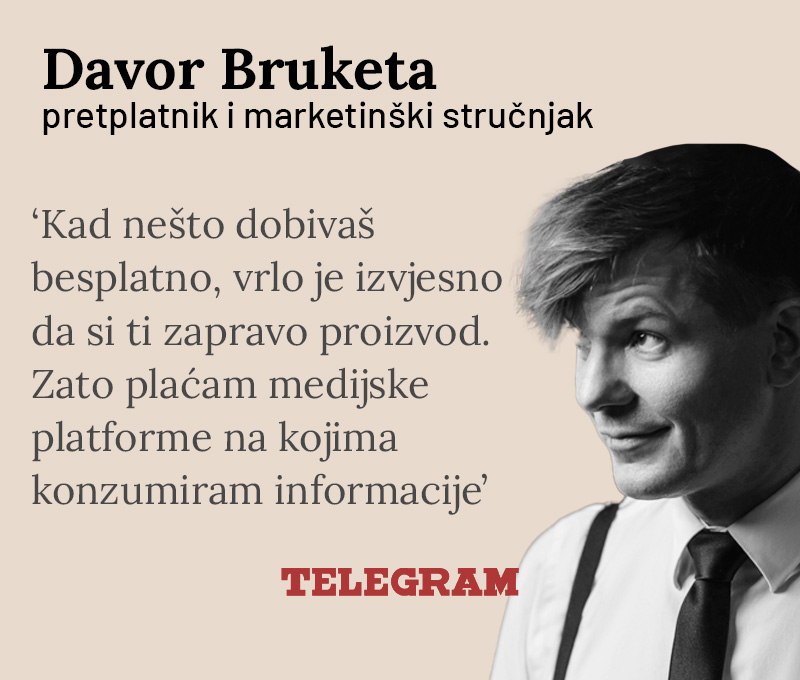 Davor Bruketa
pretplatnik i marketinški stručnjak
‘Kad nešto dobivaš
besplatno, vrlo je izvjesno
da si ti zapravo proizvod.
Zato plaćam medijske
platforme na kojima
konzumiram informacije’
TELEGRAM